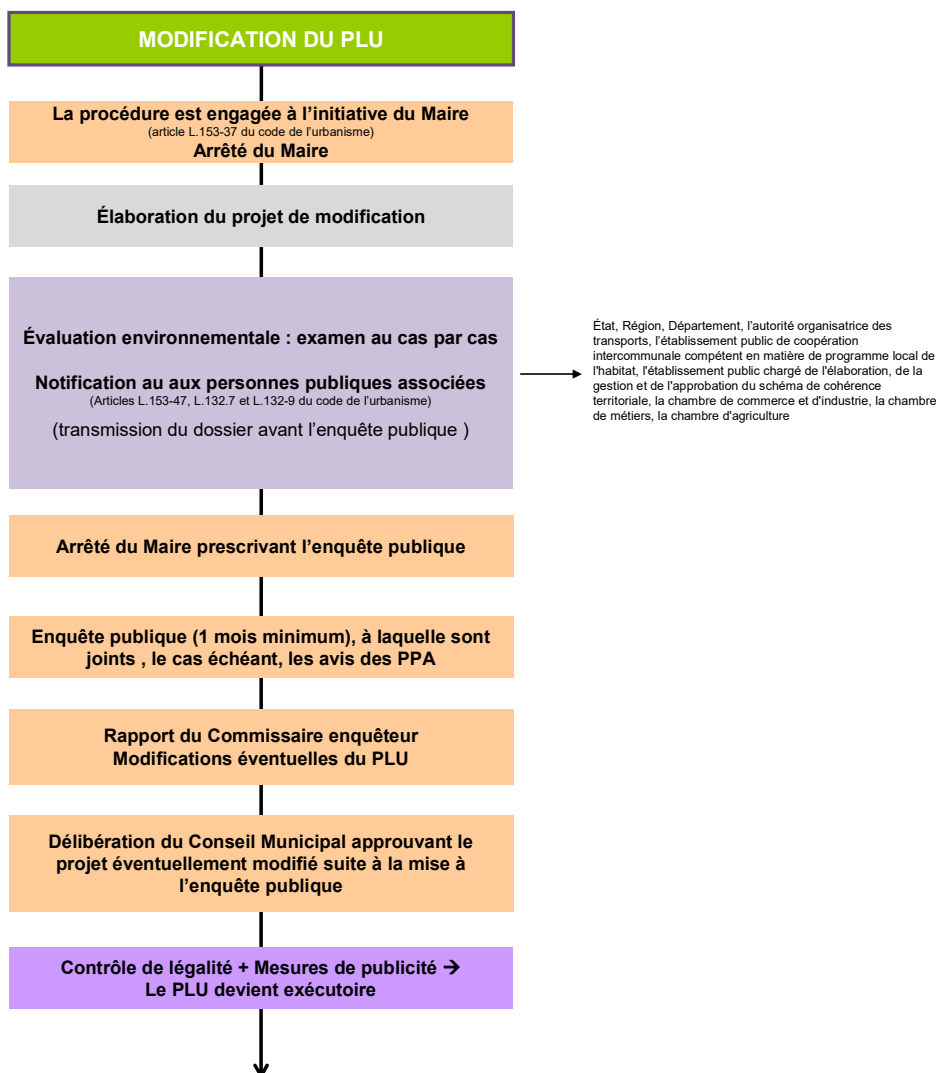 MODIFICATION DU PLU
La procédure est engagée à l'initiative du Maire
(article L.153-37 du code de l'urbanisme)
Arrêté du Maire
Élaboration du projet de modification
Évaluation environnementale : examen au cas par cas
Notification au aux personnes publiques associées
(Articles L.153-47, L.132.7 et L.132-9 du code de l'urbanisme)
(transmission du dossier avant l'enquête publique )
État, Région, Département, l'autorité organisatrice des
transports, l'établissement public de coopération
intercommunale compétent en matière de programme local de
l'habitat, l'établissement public chargé de l'élaboration, de la
gestion et de l'approbation du schéma de cohérence
territoriale, la chambre de commerce et d'industrie, la chambre
de métiers, la chambre d'agriculture
Arrêté du Maire prescrivant l'enquête publique
Enquête publique (1 mois minimum), à laquelle sont
joints , le cas échéant, les avis des PPA
Rapport du Commissaire enquêteur
Modifications éventuelles du PLU
Délibération du Conseil Municipal approuvant le
projet éventuellement modifié suite à la mise à
l'enquête publique
Contrôle de légalité + Mesures de publicité →
Le PLU devient exécutoire